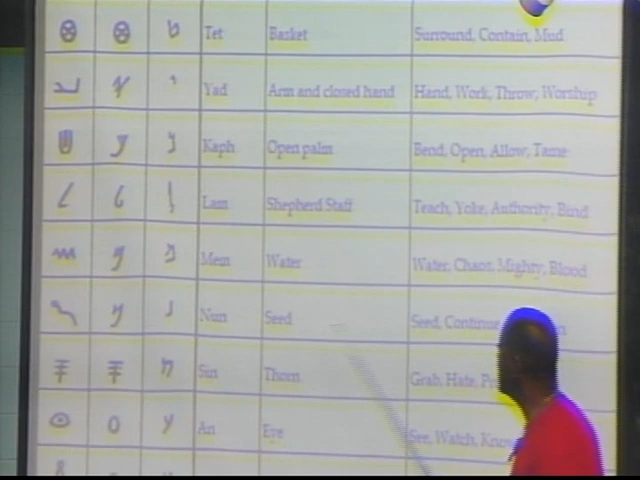 Tet Basket Surround, Contain, Mud
Yad Arm and closed hand Hand, Work, Throw, Worship
Kaph Open palm Bend, Open, Allow, Tame
Lam Shepherd Staff Teach, Yoke, Authority, Bind
Mem Water Water, Chaos, Mighty, Blood
Nun Seed Seed,
Sin Thorn Grab, Hate,
An Eye See, Watch,